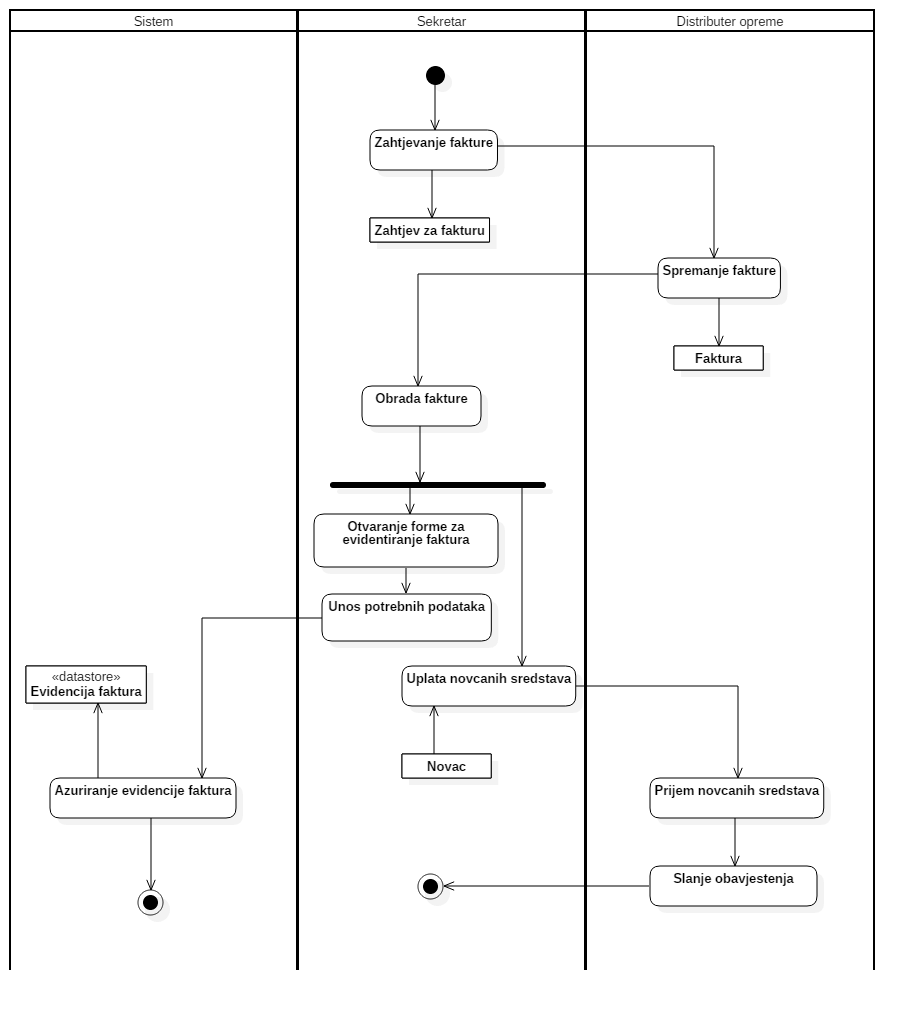 Sistem
Sekretar
Distributer opreme
Zahtjevanje fakture
Zahtjev za fakturu
Spremanje fakture
Faktura
Obrada fakture
Otvaranje forme za
evidentiranje faktura
Unos potrebnih podataka
«datastore»
Evidencija faktura
Uplata novcanih sredstava
Novac
Azuriranje evidencije faktura
Prijem novcanih sredstava
Slanje obavjestenja